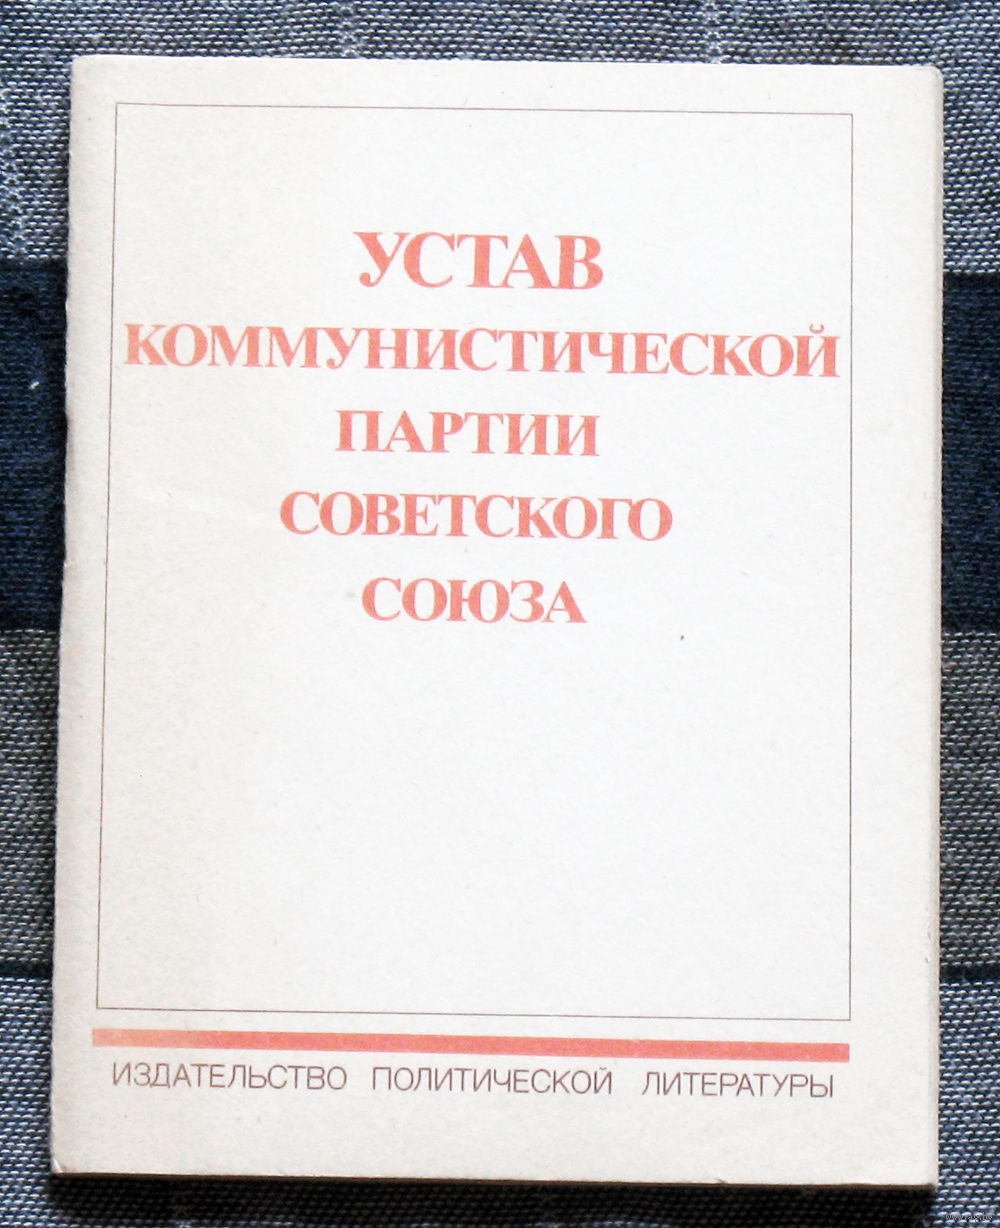 УСТАВ
КОММУНИСТИЧЕСКОЙ
ПАРТИИ
СОВЕТСКОГО
СОЮЗА
ИЗДАТЕЛЬСТВО ПОЛИТИЧЕСКОЙ ЛИТЕРАТУРЫ